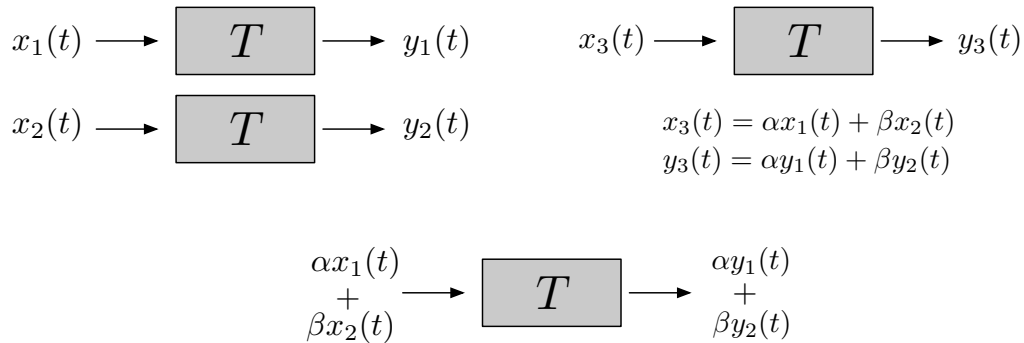 x₁(t) T y₁(t)
x₂(t) T y₂(t)
x₃(t) T y₃(t)
x₃(t) = αx₁(t) + βx₂(t)
y₃(t) = αy₁(t) + βy₂(t)
αx₁(t)
+
βx₂(t)
T
αy₁(t)
+
βy₂(t)